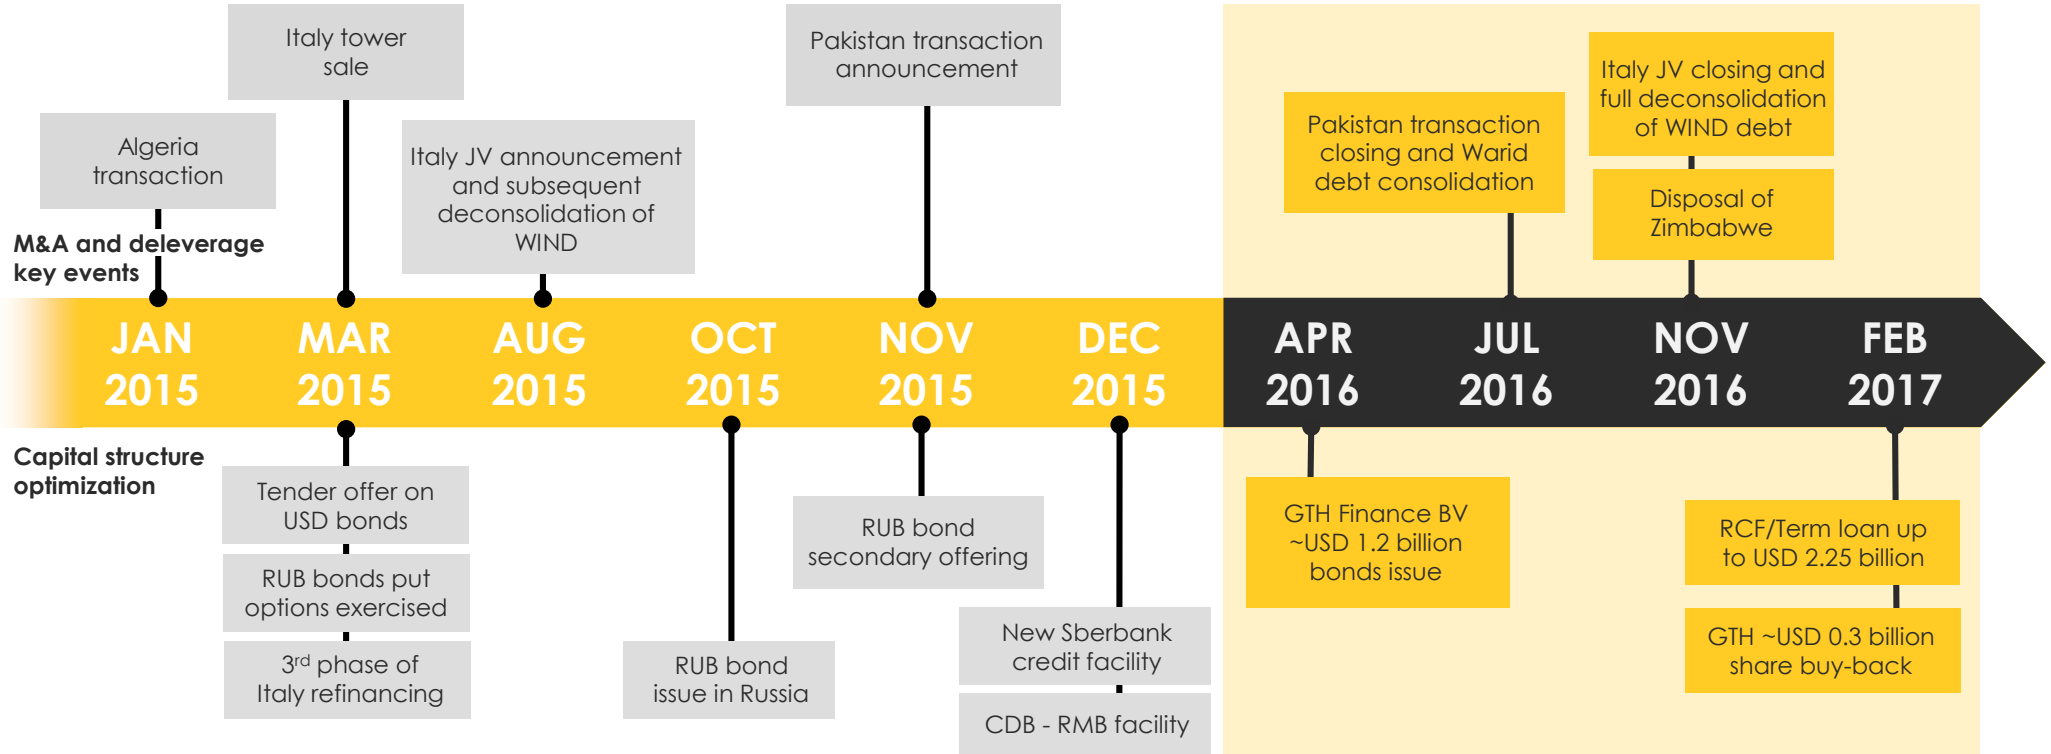 Italy tower
sale
Pakistan transaction
announcement
Algeria
transaction
Italy JV announcement
and subsequent
deconsolidation of
WIND
Pakistan transaction
closing and Warid
debt consolidation
Italy JV closing and
full deconsolidation
of WIND debt
Disposal of
Zimbabwe
M&A and deleverage
key events
JAN
2015
MAR
2015
AUG
2015
OCT
2015
NOV
2015
DEC
2015
APR
2016
JUL
2016
NOV
2016
FEB
2017
Capital structure
optimization
Tender offer on
USD bonds
RUB bonds put
options exercised
3rd phase of
Italy refinancing
RUB bond
issue in Russia
RUB bond
secondary offering
New Sberbank
credit facility
CDB - RMB facility
GTH Finance BV
~USD 1.2 billion
bonds issue
RCF/Term loan up
to USD 2.25 billion
GTH ~USD 0.3 billion
share buy-back